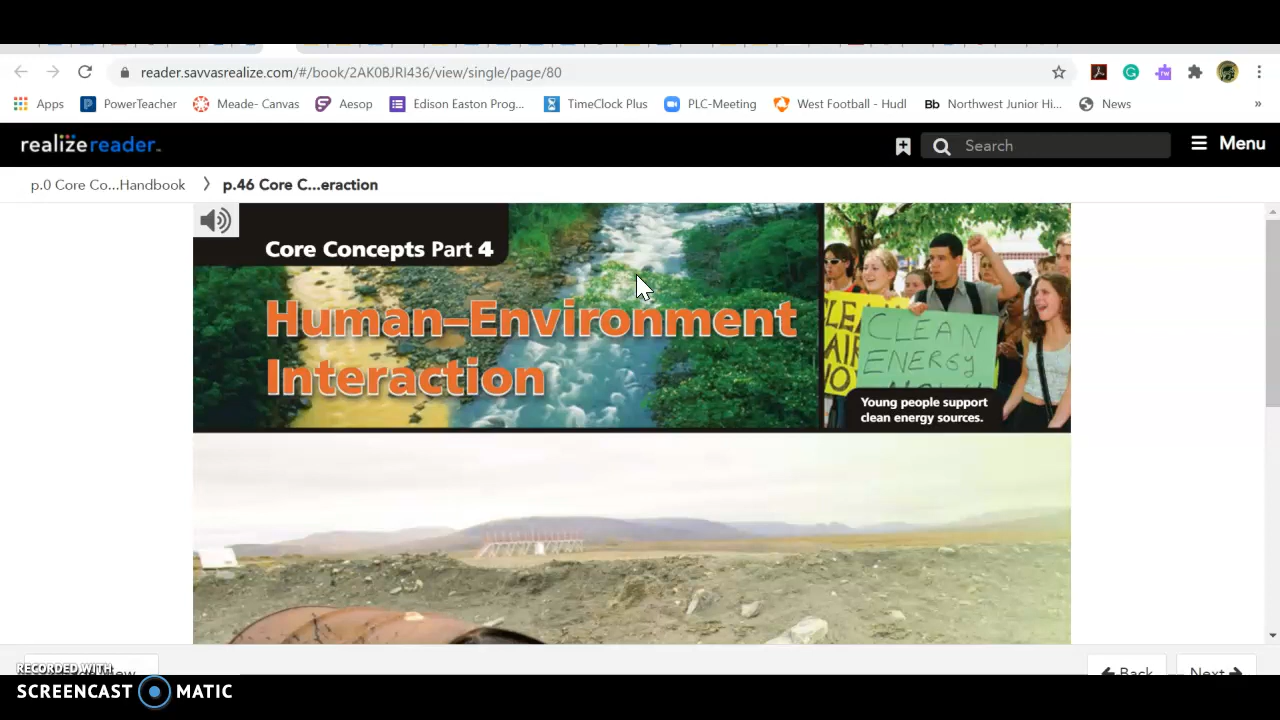 reader.savvasrealize.com/#/book/2AK0BJRI436/view/single/page/80
Apps PowerTeacher Meade- Canvas Aesop Edison Easton Prog... TimeClock Plus PLC-Meeting West Football - Hudl Bb Northwest Junior Hi... News »
realizereader™ Search Menu
p.0 Core Co...Handbook > p.46 Core C...eraction
Core Concepts Part 4
Human–Environment
Interaction
CLEAN
ENERGY
Young people support
clean energy sources.
Back Next
RECORDED WITH
SCREENCAST MATIC